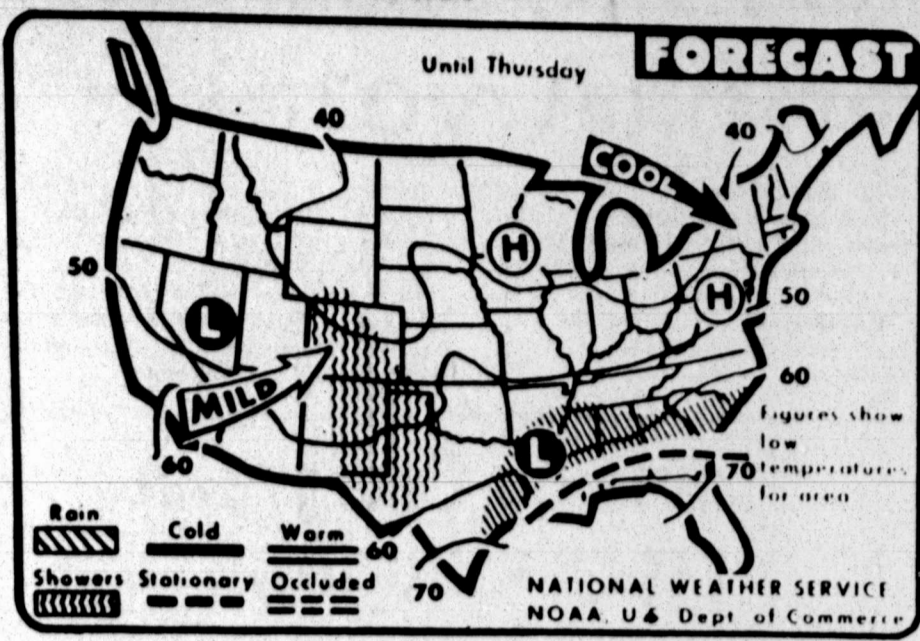 FORECAST
Until Thursday
40
40
COOL
H
50
H
50
L
MILD
60
60
Figures show
low
temperatures
for area
L
70
60
70
Rain
Cold
Warm
Showers
Stationary
Occluded
NATIONAL WEATHER SERVICE
NOAA, U S Dept. of Commerce